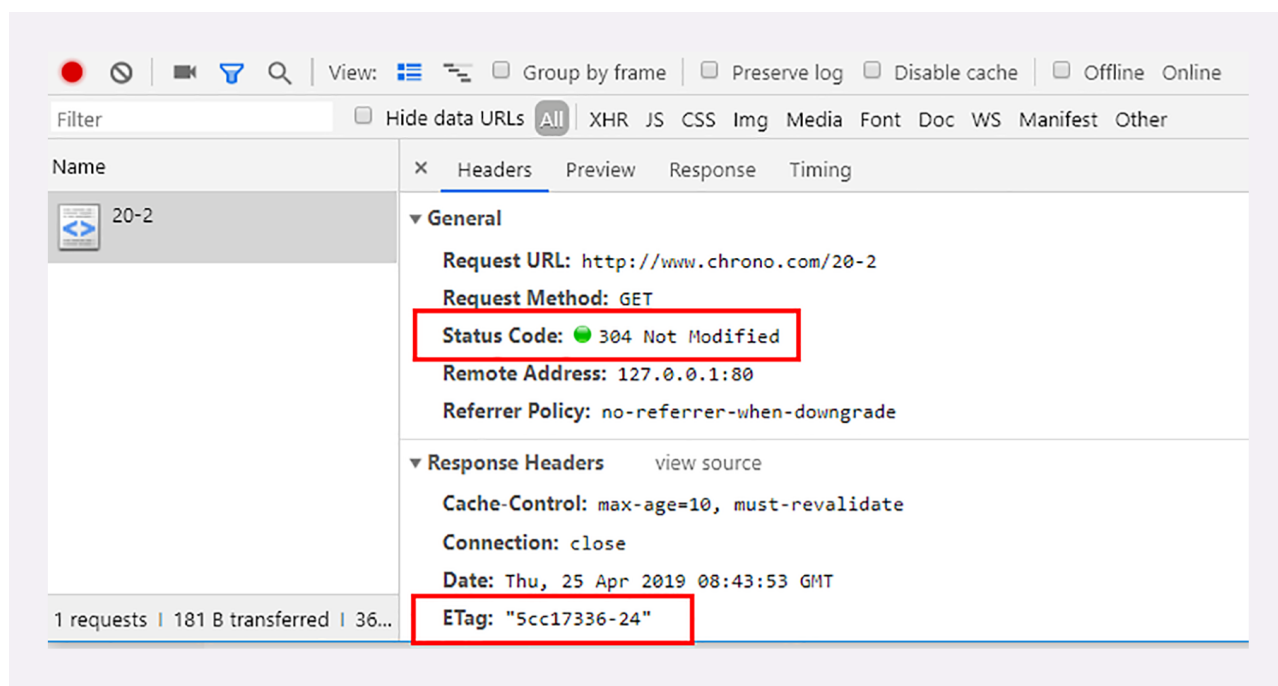 View: Group by frame Preserve log Disable cache Offline Online
Filter Hide data URLs All XHR JS CSS Img Media Font Doc WS Manifest Other
Name
× Headers Preview Response Timing
20-2
General
Request URL: http://www.chrono.com/20-2
Request Method: GET
Status Code: 304 Not Modified
Remote Address: 127.0.0.1:80
Referrer Policy: no-referrer-when-downgrade
Response Headers view source
Cache-Control: max-age=10, must-revalidate
Connection: close
Date: Thu, 25 Apr 2019 08:43:53 GMT
ETag: "5cc17336-24"
1 requests | 181 B transferred | 36...